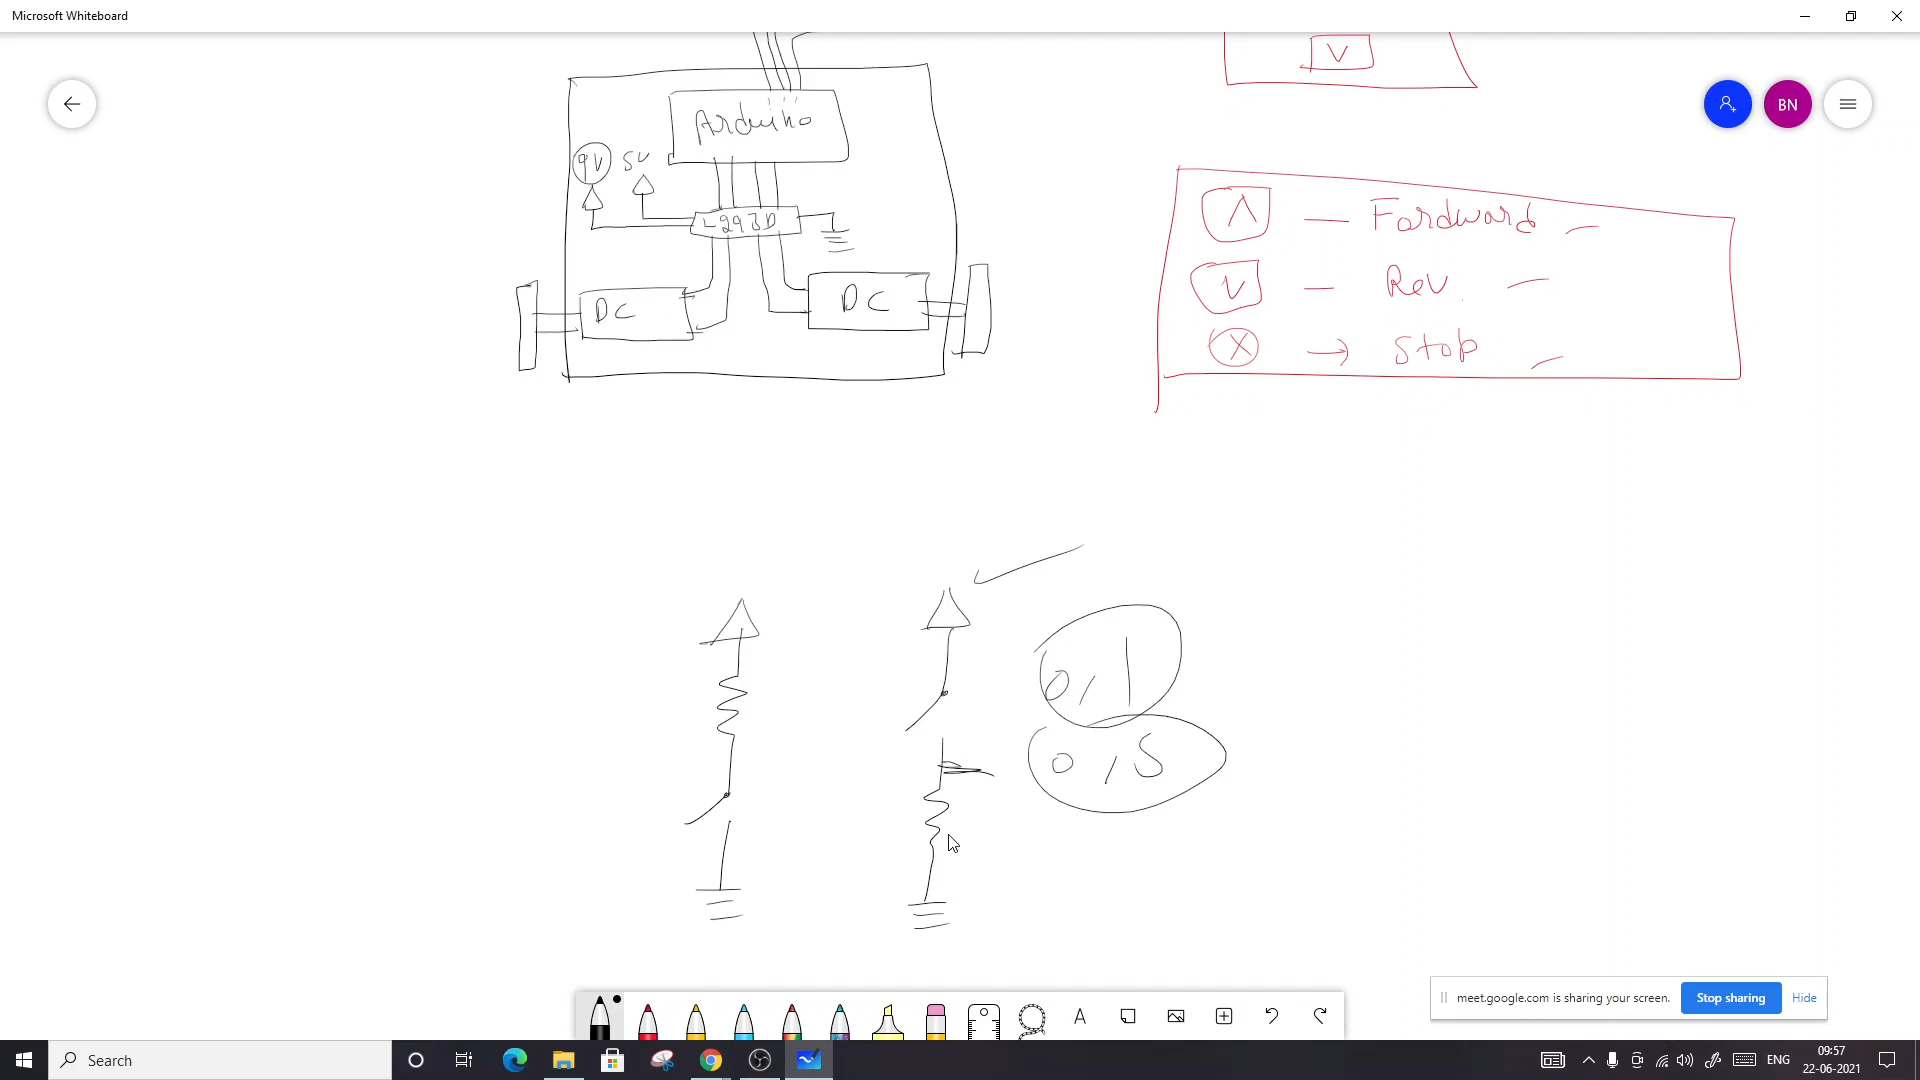 Microsoft Whiteboard
V
BN
Arduino
9V 5V
L293D
DC
DC
Λ — Fordward
V — Rev
X → Stop
0, 1
0, 5
A
meet.google.com is sharing your screen. Stop sharing Hide
Search
ENG
09:57
22-06-2021